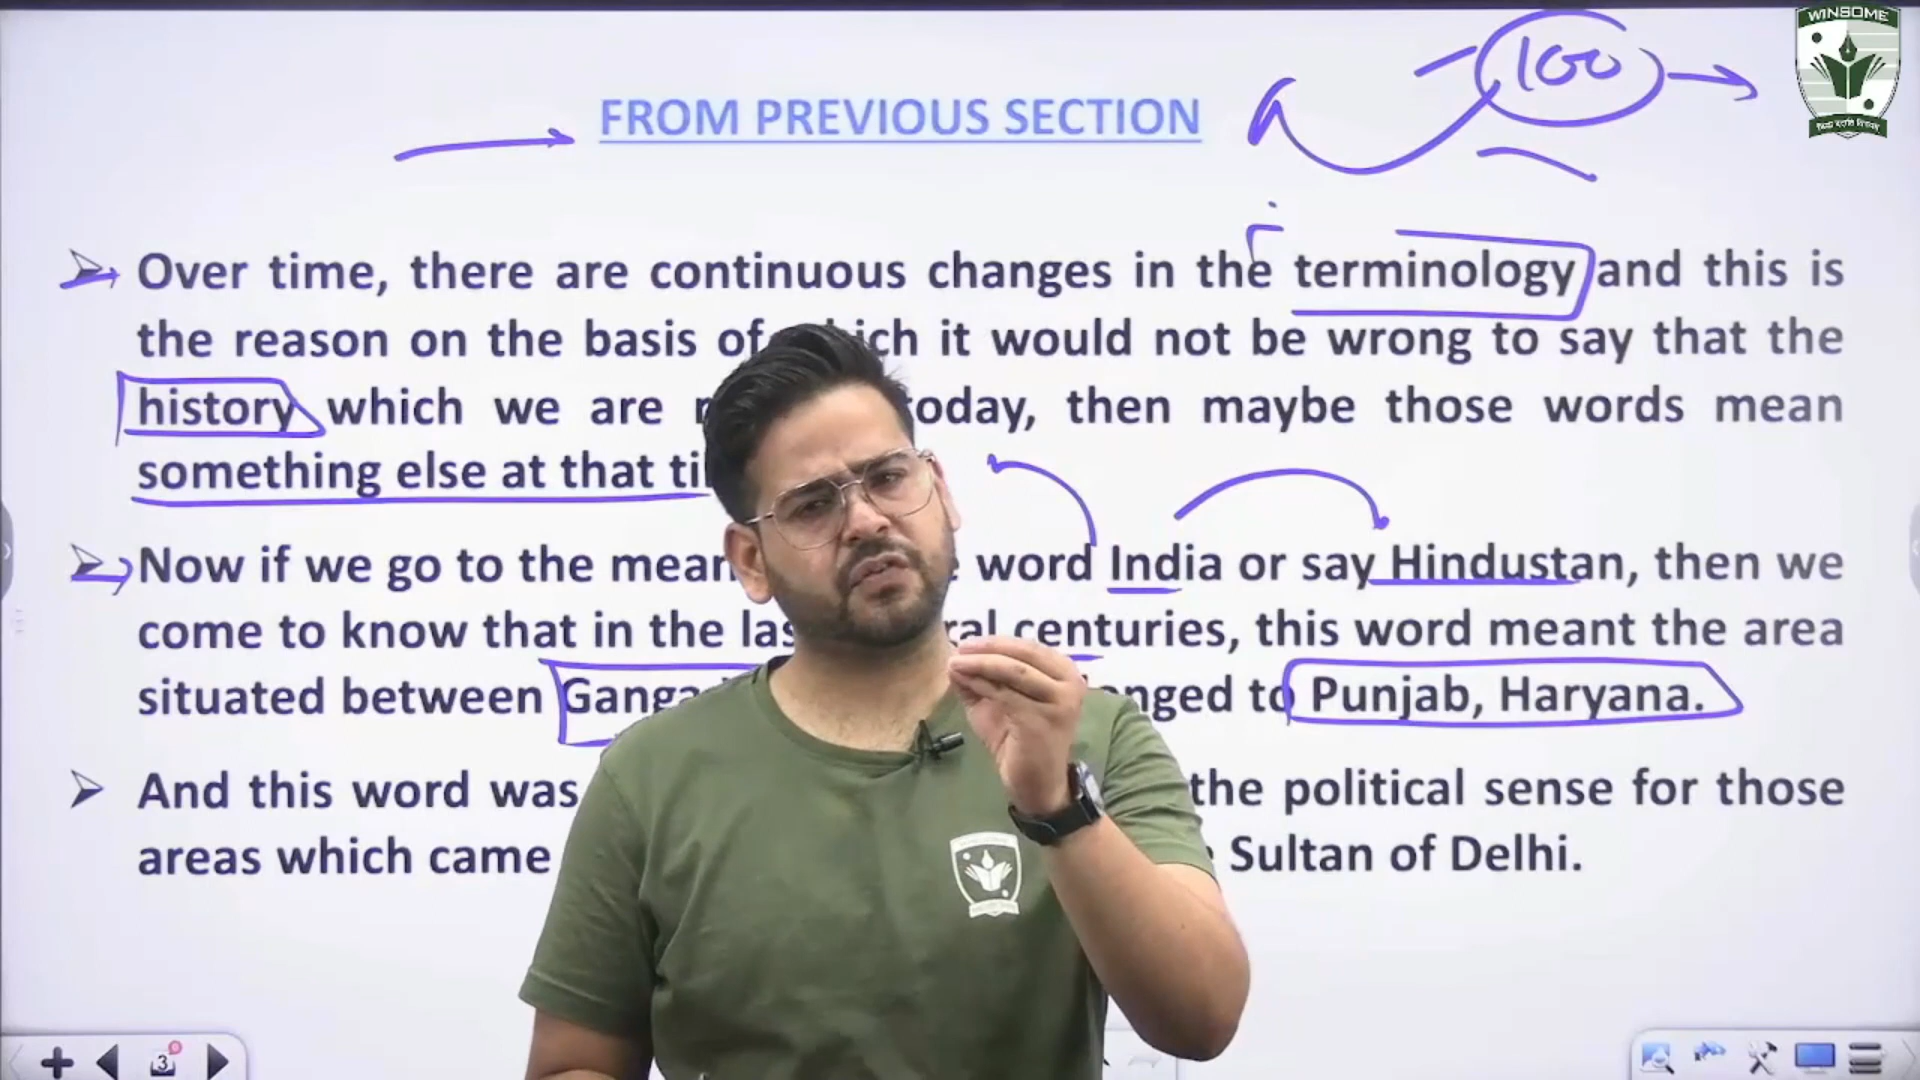 WINSOME
100
FROM PREVIOUS SECTION
Over time, there are continuous changes in the terminology and this is
the reason on the basis of which it would not be wrong to say that the
history which we are today, then maybe those words mean
something else at that
Now if we go to the word India or say Hindustan, then we
come to know that in the centuries, this word meant the area
situated between to Punjab, Haryana.
And this word was the political sense for those
areas which came Sultan of Delhi.
3